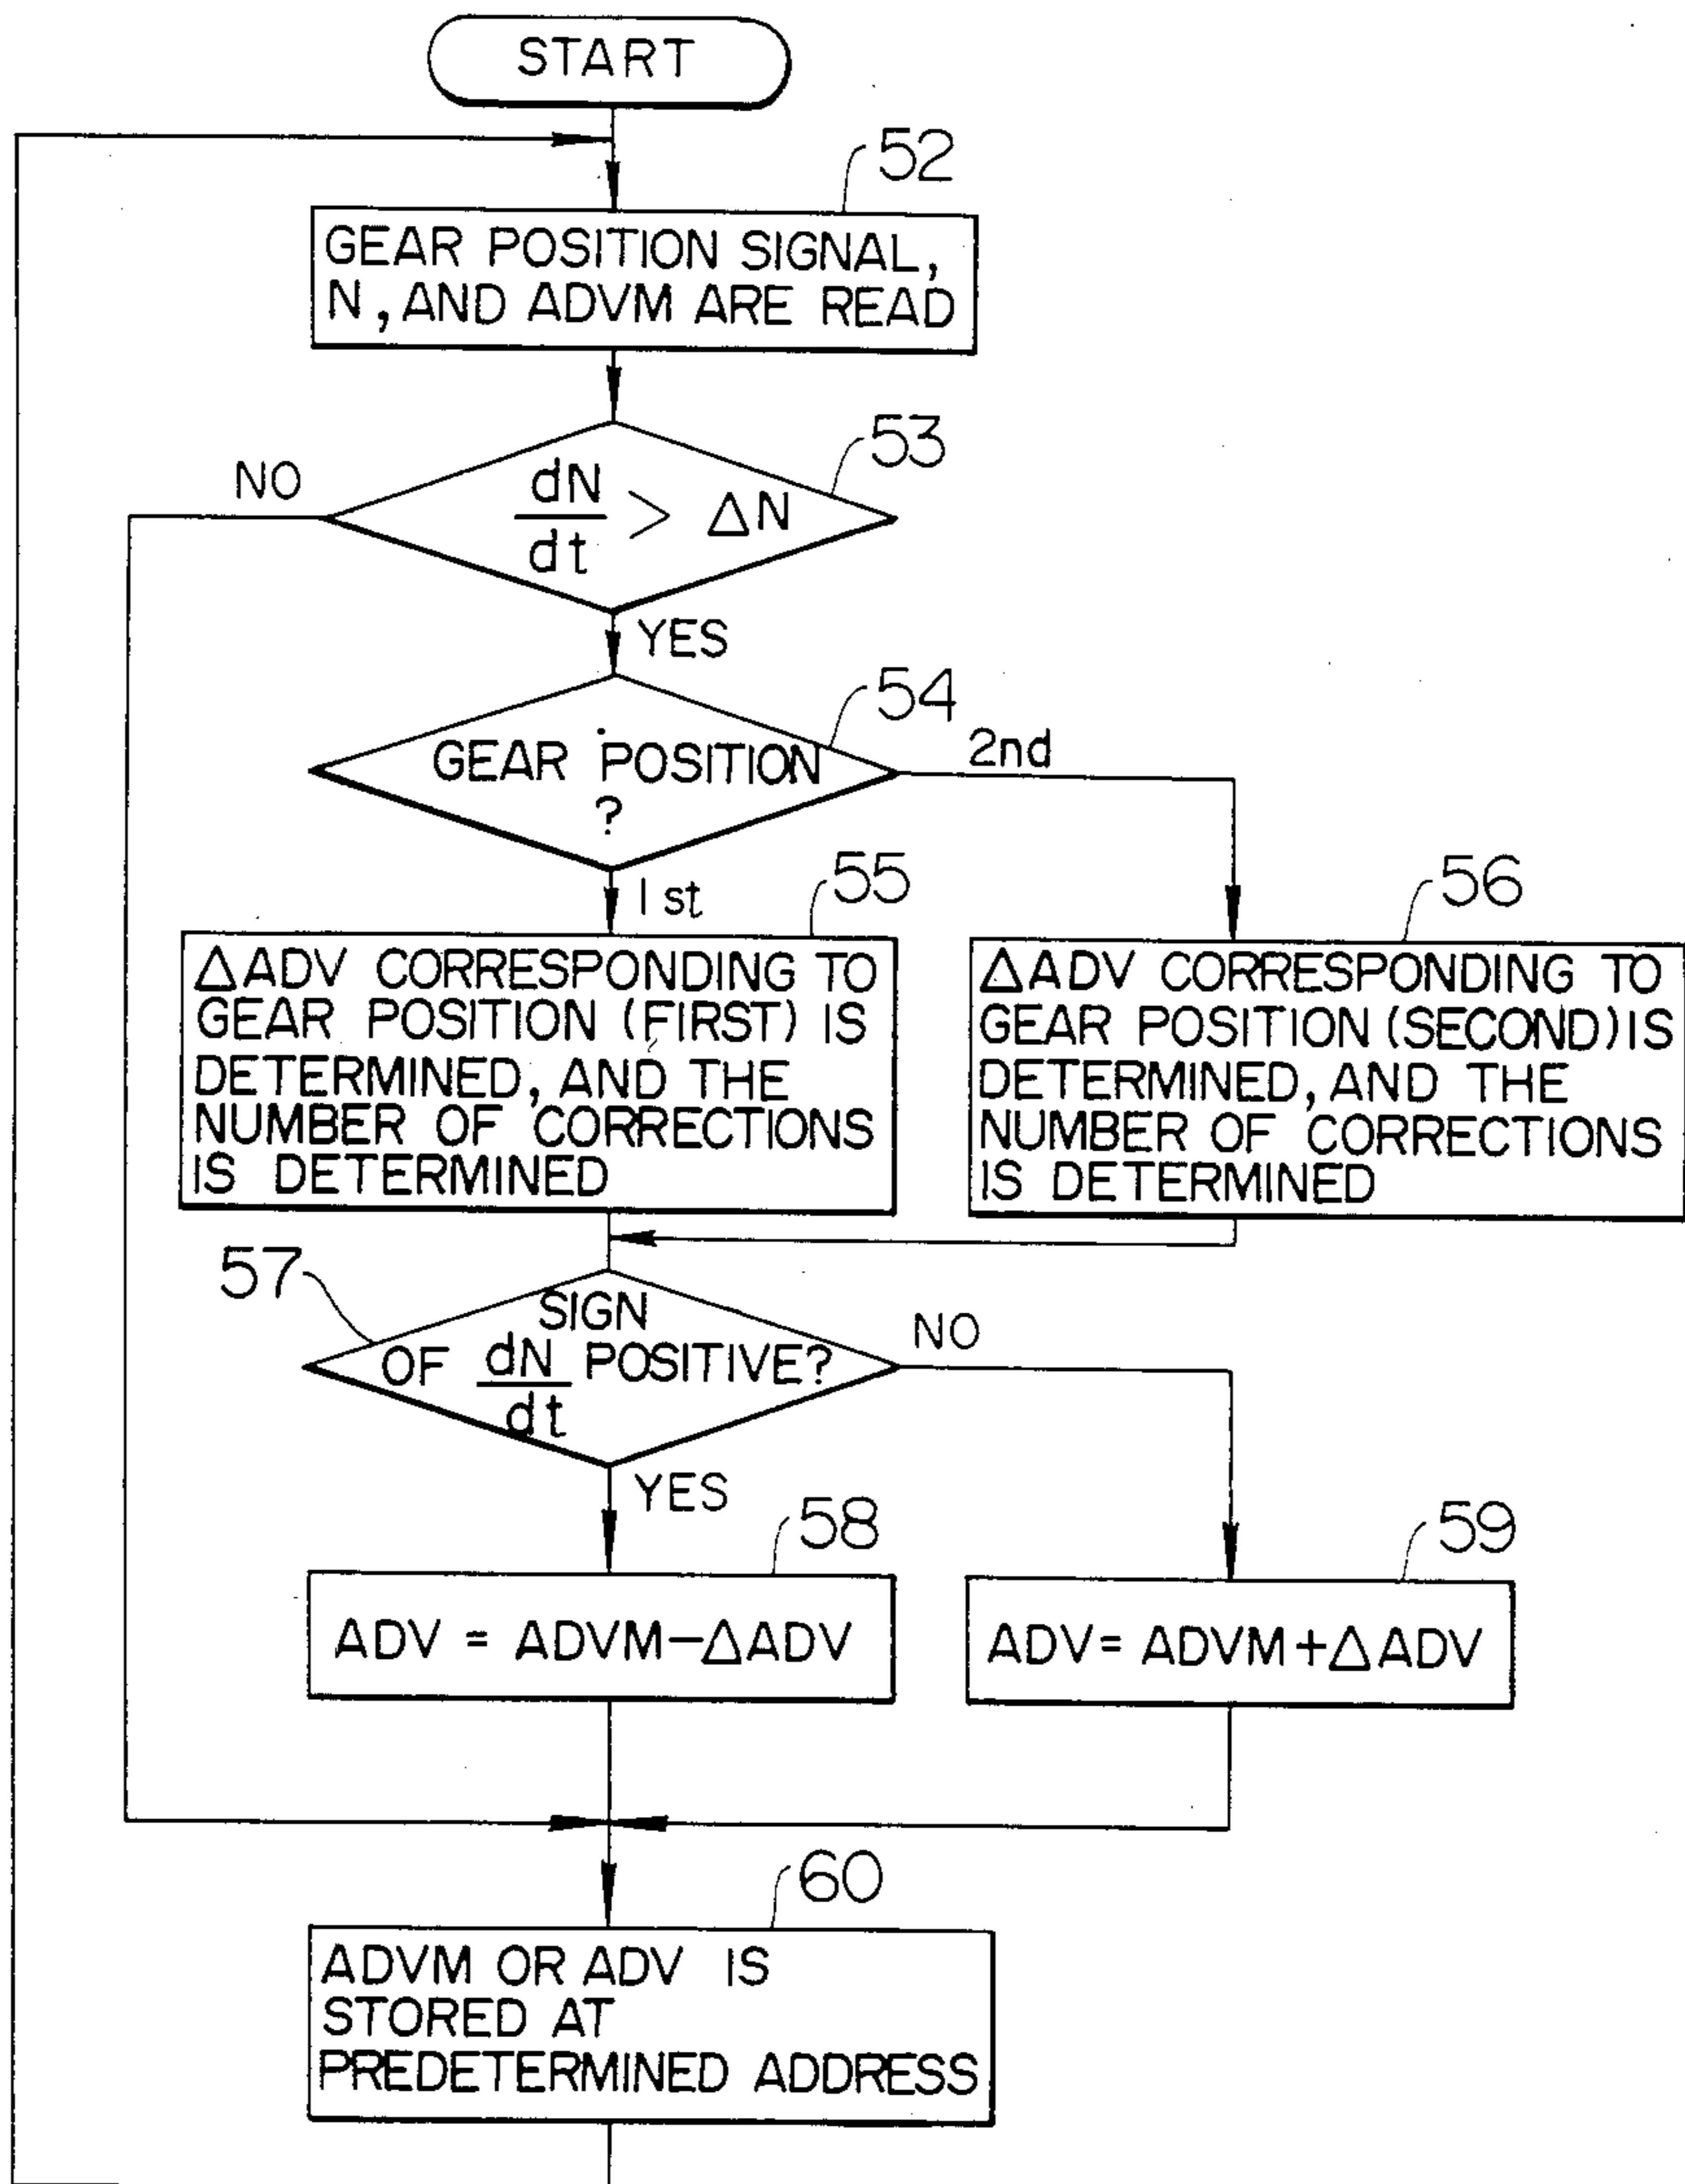 START
52
GEAR POSITION SIGNAL,
N, AND ADVM ARE READ
53
NO
dN
dt
> ΔN
YES
54
GEAR POSITION
?
2nd
1st
55
56
ΔADV CORRESPONDING TO
GEAR POSITION (FIRST) IS
DETERMINED, AND THE
NUMBER OF CORRECTIONS
IS DETERMINED
ΔADV CORRESPONDING TO
GEAR POSITION (SECOND) IS
DETERMINED, AND THE
NUMBER OF CORRECTIONS
IS DETERMINED
57
SIGN
OF dN POSITIVE?
dt
NO
YES
58
59
ADV = ADVM-ΔADV
ADV = ADVM+ΔADV
60
ADVM OR ADV IS
STORED AT
PREDETERMINED ADDRESS